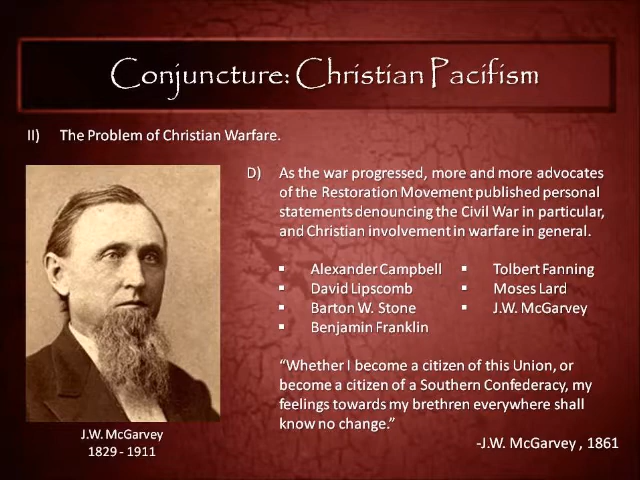 Conjuncture: Christian Pacifism
II) The Problem of Christian Warfare.
D) As the war progressed, more and more advocates
of the Restoration Movement published personal
statements denouncing the Civil War in particular,
and Christian involvement in warfare in general.
▪ Alexander Campbell ▪ Tolbert Fanning
▪ David Lipscomb ▪ Moses Lard
▪ Barton W. Stone ▪ J.W. McGarvey
▪ Benjamin Franklin
“Whether I become a citizen of this Union, or
become a citizen of a Southern Confederacy, my
feelings towards my brethren everywhere shall
know no change.”
-J.W. McGarvey , 1861
J.W. McGarvey
1829 - 1911